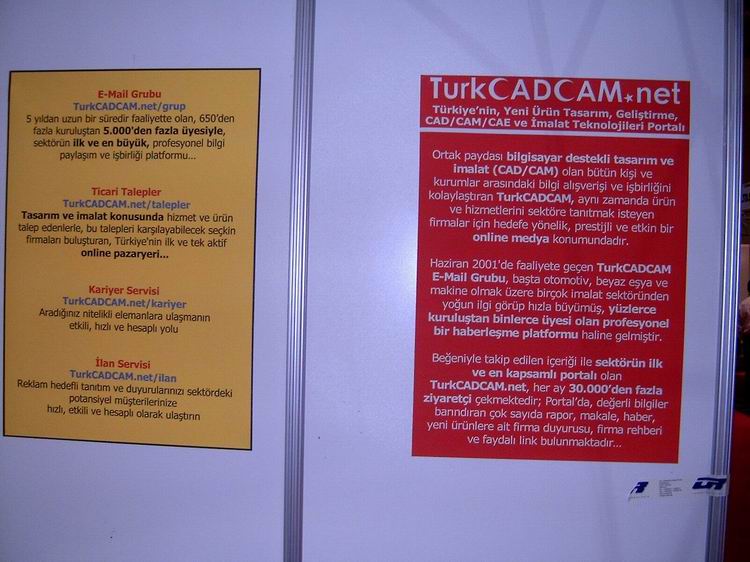 E-Mail Grubu
TurkCADCAM.net/grup
5 yıldan uzun bir süredir faaliyette olan, 650'den
fazla kuruluştan 5.000'den fazla üyesiyle,
sektörün ilk ve en büyük, profesyonel bilgi
paylaşım ve işbirliği platformu...
Ticari Talepler
TurkCADCAM.net/talepler
Tasarım ve imalat konusunda hizmet ve ürün
talep edenlerle, bu talepleri karşılayabilecek seçkin
firmaları buluşturan, Türkiye'nin ilk ve tek aktif
online pazaryeri...
Kariyer Servisi
TurkCADCAM.net/kariyer
Aradığınız nitelikli elemanlara ulaşmanın
etkili, hızlı ve hesaplı yolu
İlan Servisi
TurkCADCAM.net/ilan
Reklam hedefli tanıtım ve duyurularınızı sektördeki
potansiyel müşterilerinize
hızlı, etkili ve hesaplı olarak ulaştırın
TurkCADCAM.net
Türkiye'nin, Yeni Ürün Tasarım, Geliştirme,
CAD/CAM/CAE ve İmalat Teknolojileri Portalı
Ortak paydası bilgisayar destekli tasarım ve
imalat (CAD/CAM) olan bütün kişi ve
kurumlar arasındaki bilgi alışverişi ve işbirliğini
kolaylaştıran TurkCADCAM, aynı zamanda ürün
ve hizmetlerini sektöre tanıtmak isteyen
firmalar için hedefe yönelik, prestijli ve etkin bir
online medya konumundadır.
Haziran 2001'de faaliyete geçen TurkCADCAM
E-Mail Grubu, başta otomotiv, beyaz eşya ve
makine olmak üzere birçok imalat sektöründen
yoğun ilgi görüp hızla büyümüş, yüzlerce
kuruluştan binlerce üyesi olan profesyonel
bir haberleşme platformu haline gelmiştir.
Beğeniyle takip edilen içeriği ile sektörün ilk
ve en kapsamlı portalı olan
TurkCADCAM.net, her ay 30.000'den fazla
ziyaretçi çekmektedir; Portal'da, değerli bilgiler
barındıran çok sayıda rapor, makale, haber,
yeni ürünlere ait firma duyurusu, firma rehberi
ve faydalı link bulunmaktadır...